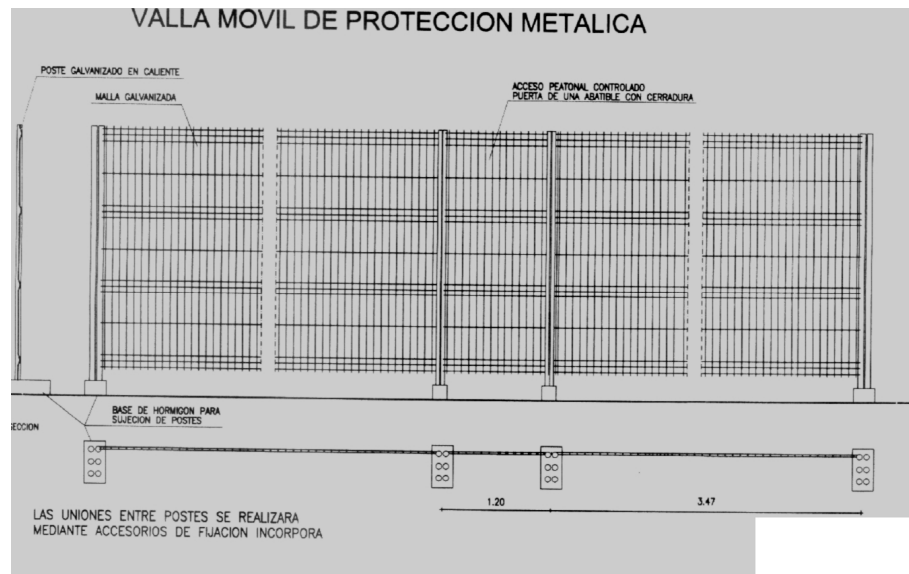 VALLA MOVIL DE PROTECCION METALICA
POSTE GALVANIZADO EN CALIENTE
MALLA GALVANIZADA
ACCESO PEATONAL CONTROLADO
PUERTA DE UNA ABATIBLE CON CERRADURA
BASE DE HORMIGON PARA
SUJECION DE POSTES
SECCION
1.20
3.47
LAS UNIONES ENTRE POSTES SE REALIZARA
MEDIANTE ACCESORIOS DE FIJACION INCORPORA